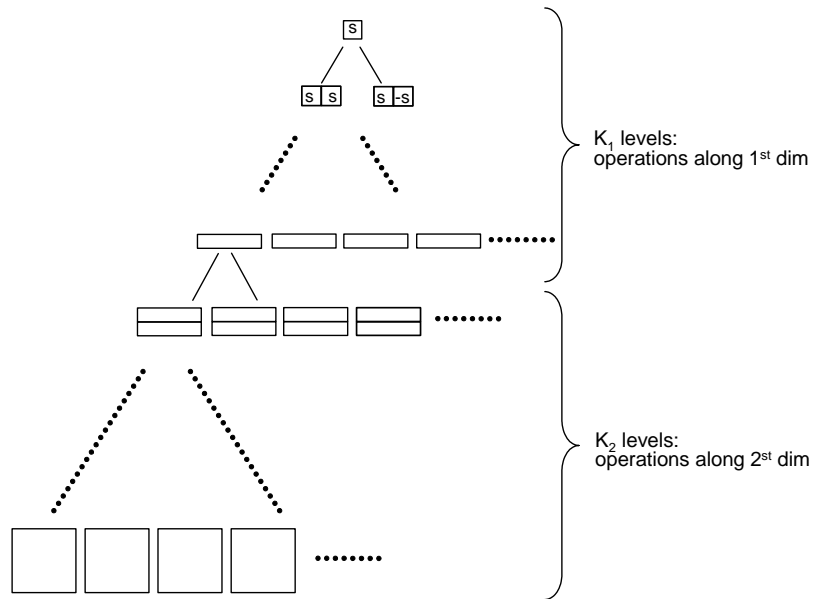 s
s s s -s
K₁ levels:
operations along 1ˢᵗ dim
K₂ levels:
operations along 2ˢᵗ dim